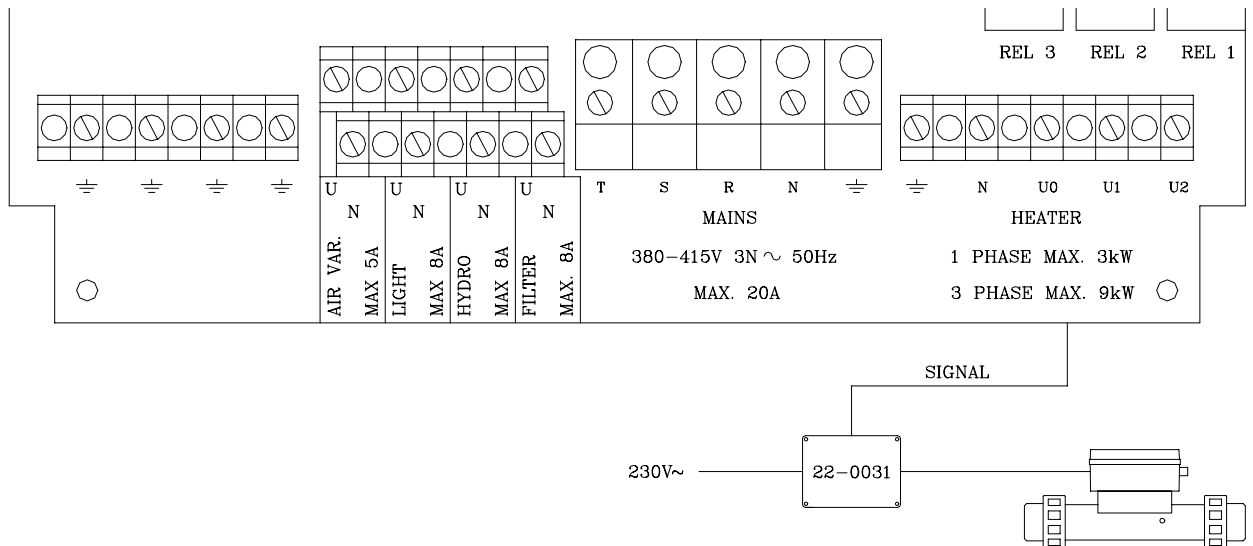 REL 3 REL 2 REL 1
T S R N N U0 U1 U2
U U U U
N N N N
MAINS HEATER
AIR VAR.
MAX 5A
LIGHT
MAX 8A
HYDRO
MAX 8A
FILTER
MAX. 8A
380-415V 3N ~ 50Hz
MAX. 20A
1 PHASE MAX. 3kW
3 PHASE MAX. 9kW
SIGNAL
230V~
22-0031